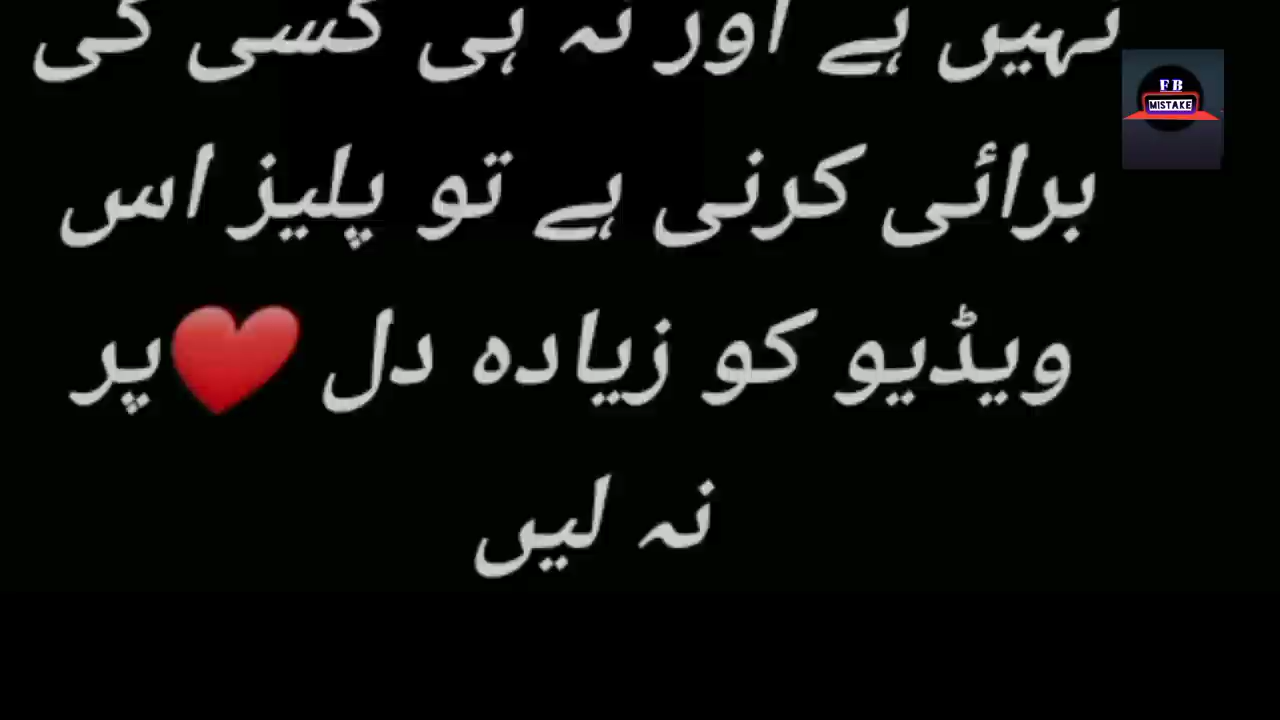 نہیں ہے اور نہ ہی کسی کی
برائی کرنی ہے تو پلیز اس
ویڈیو کو زیادہ دل ❤️پر
نہ لیں
FB
MISTAKE